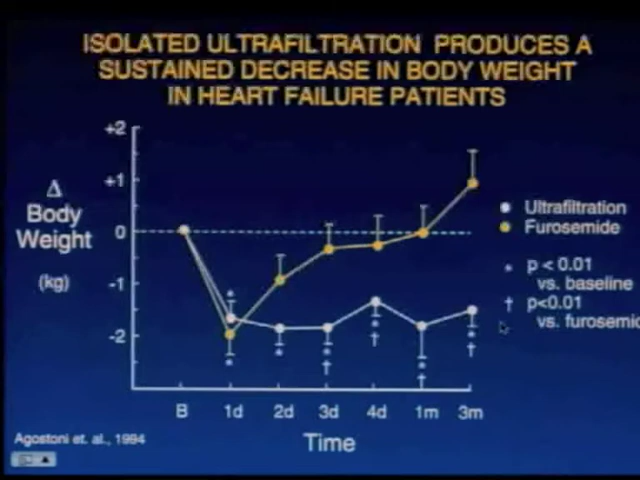 ISOLATED ULTRAFILTRATION PRODUCES A
SUSTAINED DECREASE IN BODY WEIGHT
IN HEART FAILURE PATIENTS
+2
+1
0
-1
-2
Δ
Body
Weight
(kg)
Ultrafiltration
Furosemide
* p < 0.01
vs. baseline
† p<0.01
vs. furosemic
*
*
*
*
†
*
†
*
†
*
†
B 1d 2d 3d 4d 1m 3m
Time
Agostoni et. al., 1994